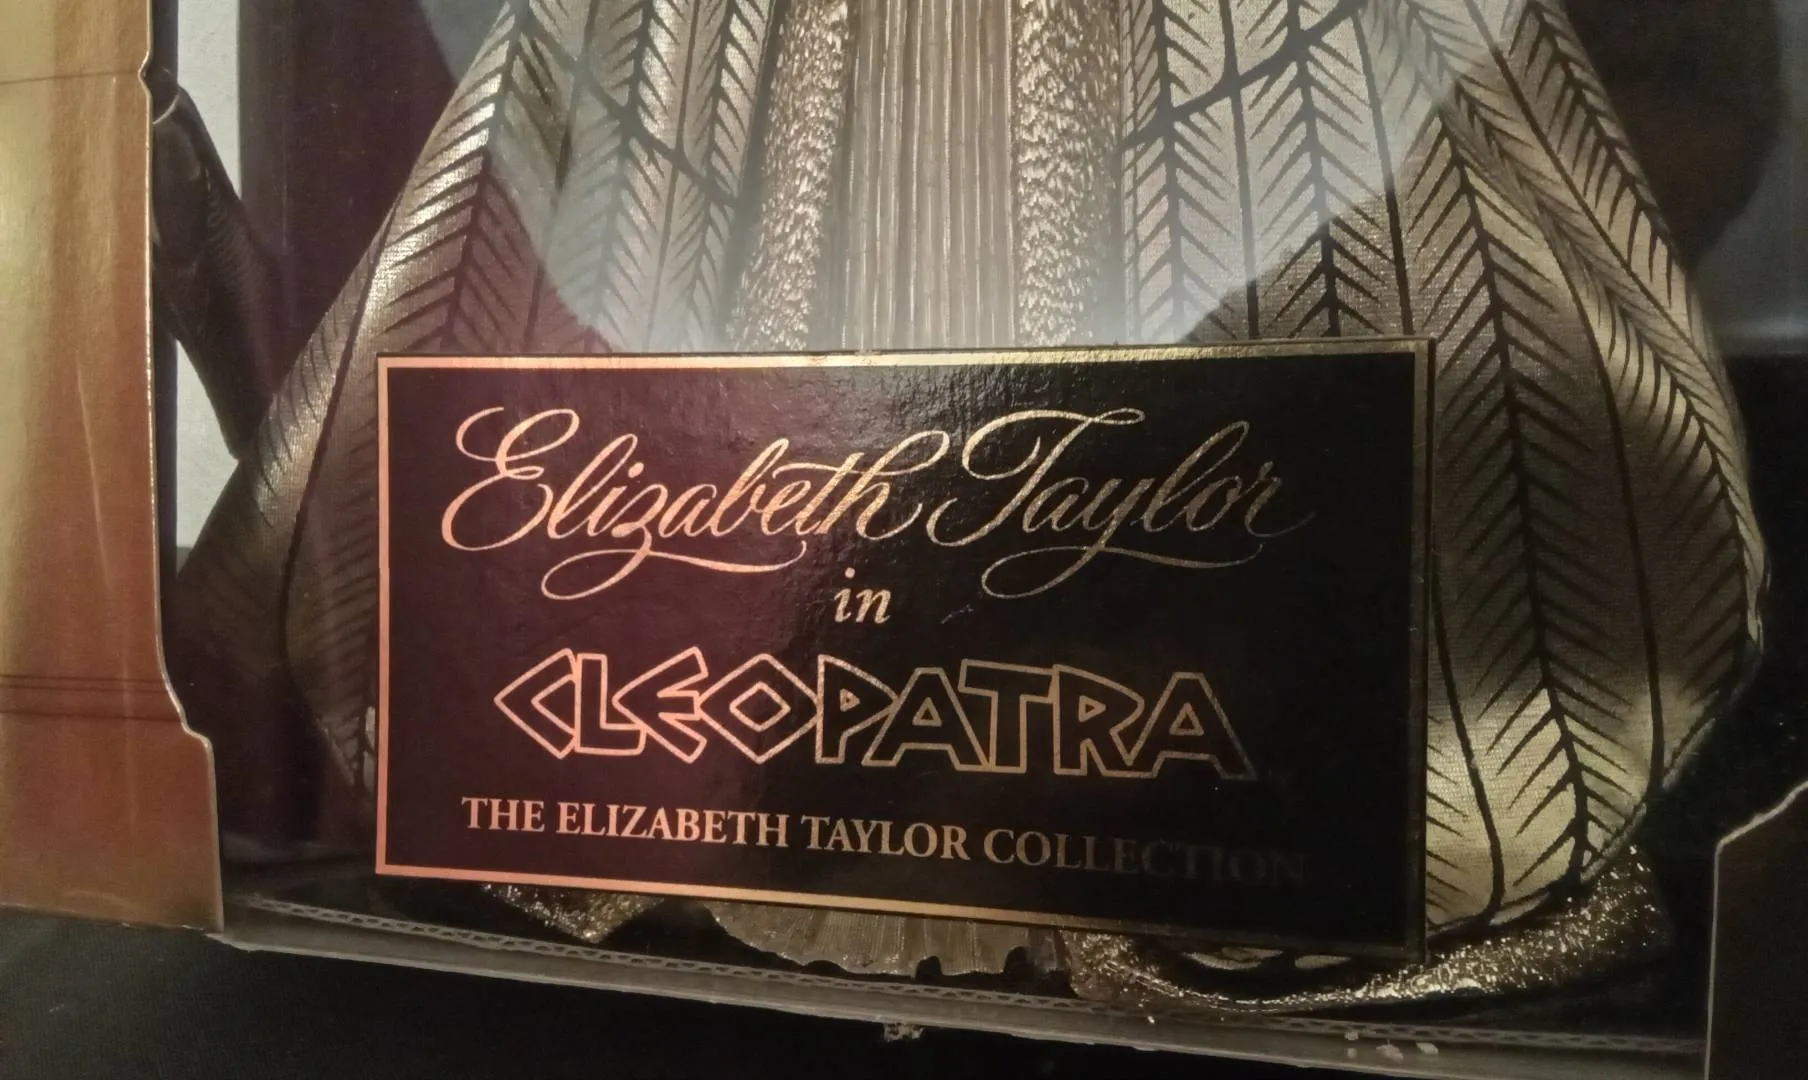 Elizabeth Taylor
in
CLEOPATRA
THE ELIZABETH TAYLOR COLLECTION